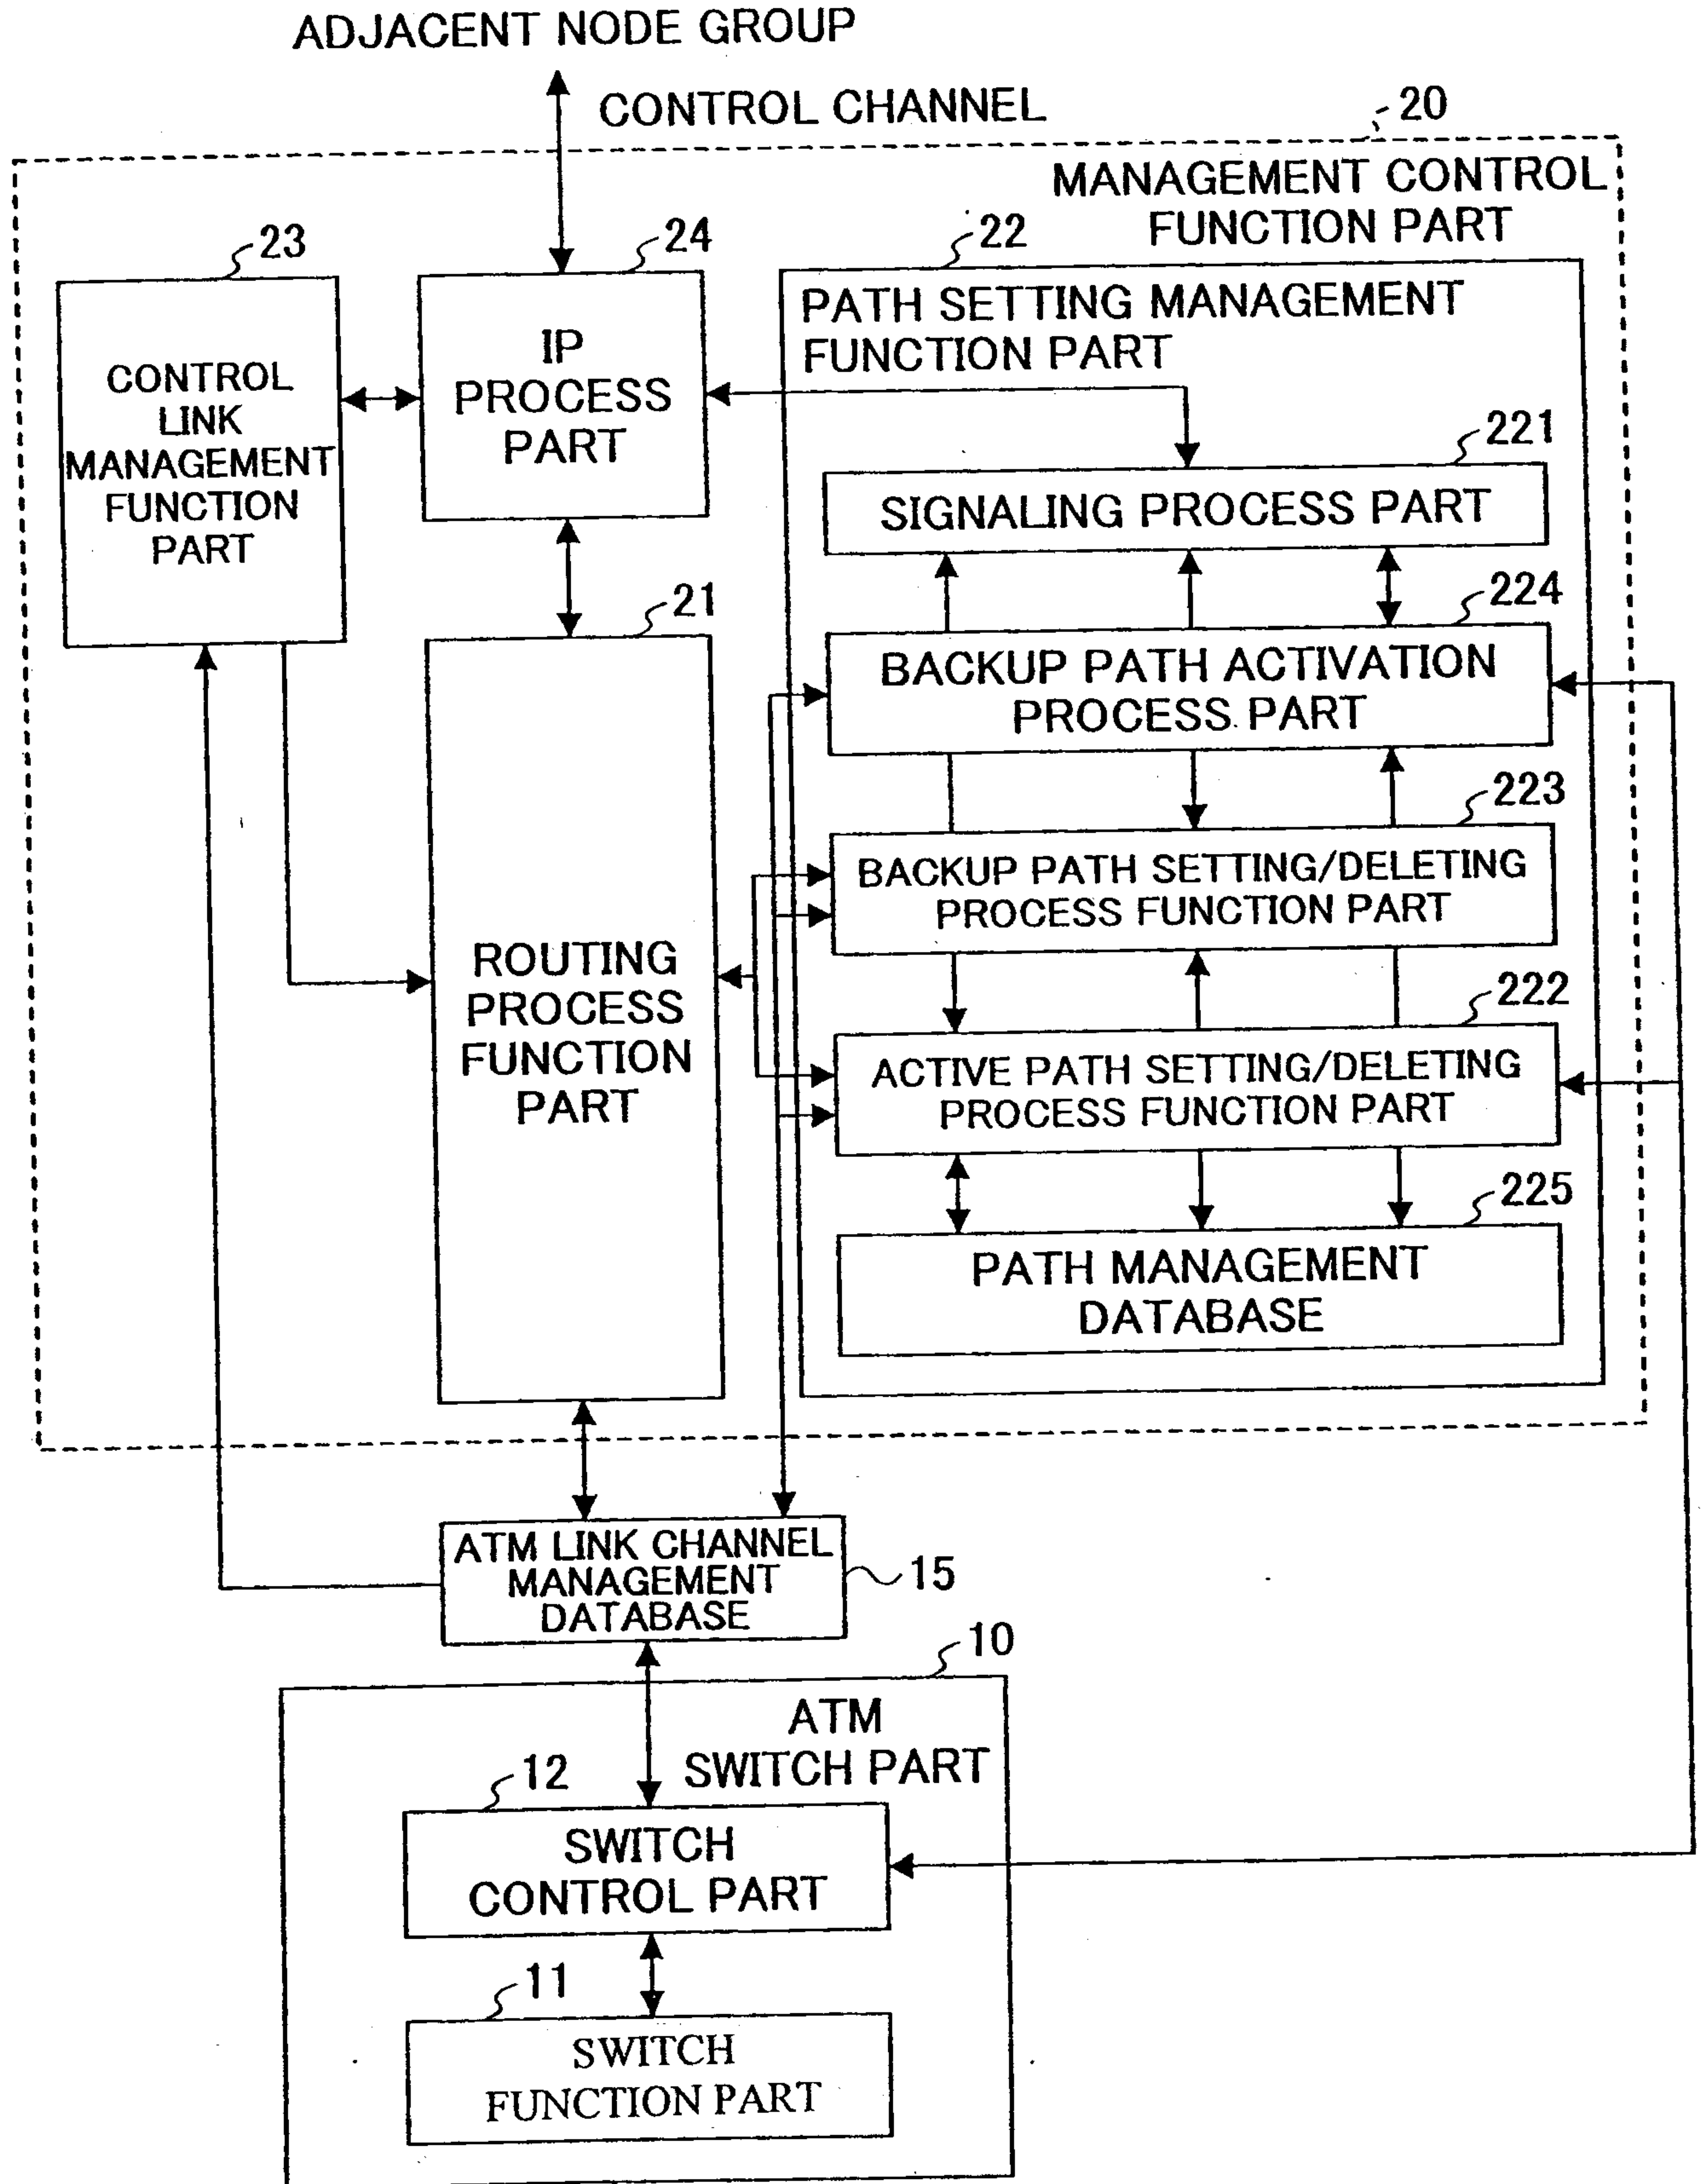 ADJACENT NODE GROUP
CONTROL CHANNEL
20
MANAGEMENT CONTROL
FUNCTION PART
23
24
22
CONTROL
LINK
MANAGEMENT
FUNCTION
PART
IP
PROCESS
PART
PATH SETTING MANAGEMENT
FUNCTION PART
221
SIGNALING PROCESS PART
224
BACKUP PATH ACTIVATION
PROCESS PART
21
ROUTING
PROCESS
FUNCTION
PART
223
BACKUP PATH SETTING/DELETING
PROCESS FUNCTION PART
222
ACTIVE PATH SETTING/DELETING
PROCESS FUNCTION PART
225
PATH MANAGEMENT
DATABASE
ATM LINK CHANNEL
MANAGEMENT
DATABASE
15
10
ATM
SWITCH PART
12
SWITCH
CONTROL PART
11
SWITCH
FUNCTION PART